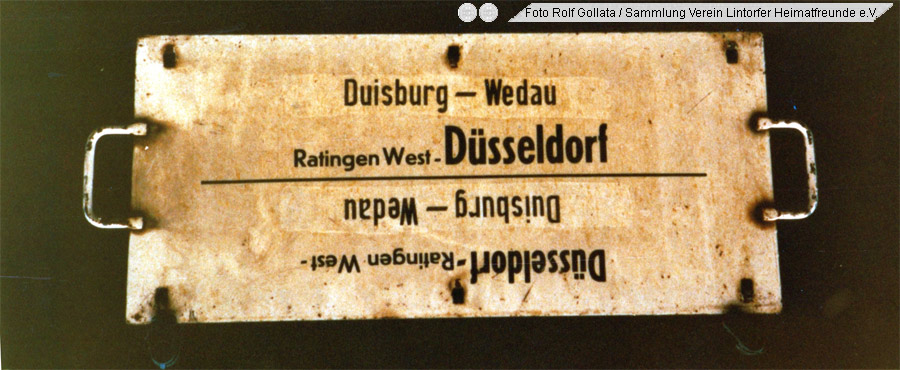 Foto Rolf Gollata / Sammlung Verein Lintorfer Heimatfreunde e.V.
Duisburg – Wedau
Ratingen West - Düsseldorf
Düsseldorf - Ratingen West -
Duisburg – Wedau